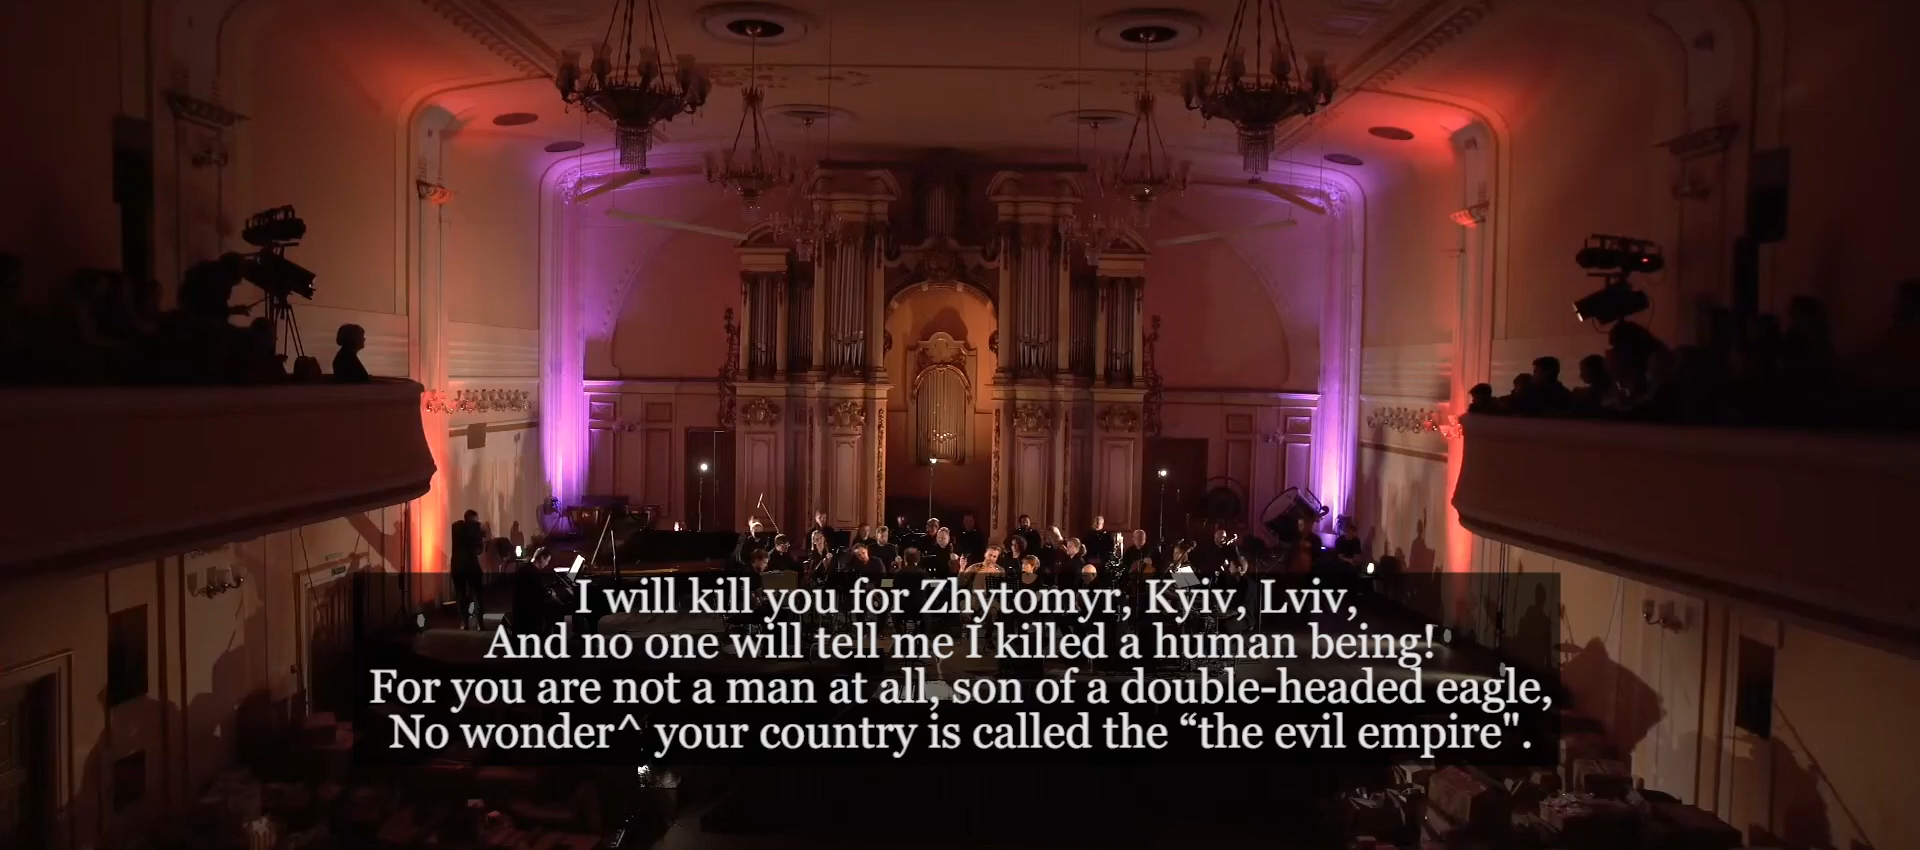 I will kill you for Zhytomyr, Kyiv, Lviv,
And no one will tell me I killed a human being!
For you are not a man at all, son of a double-headed eagle,
No wonder^ your country is called the “the evil empire".